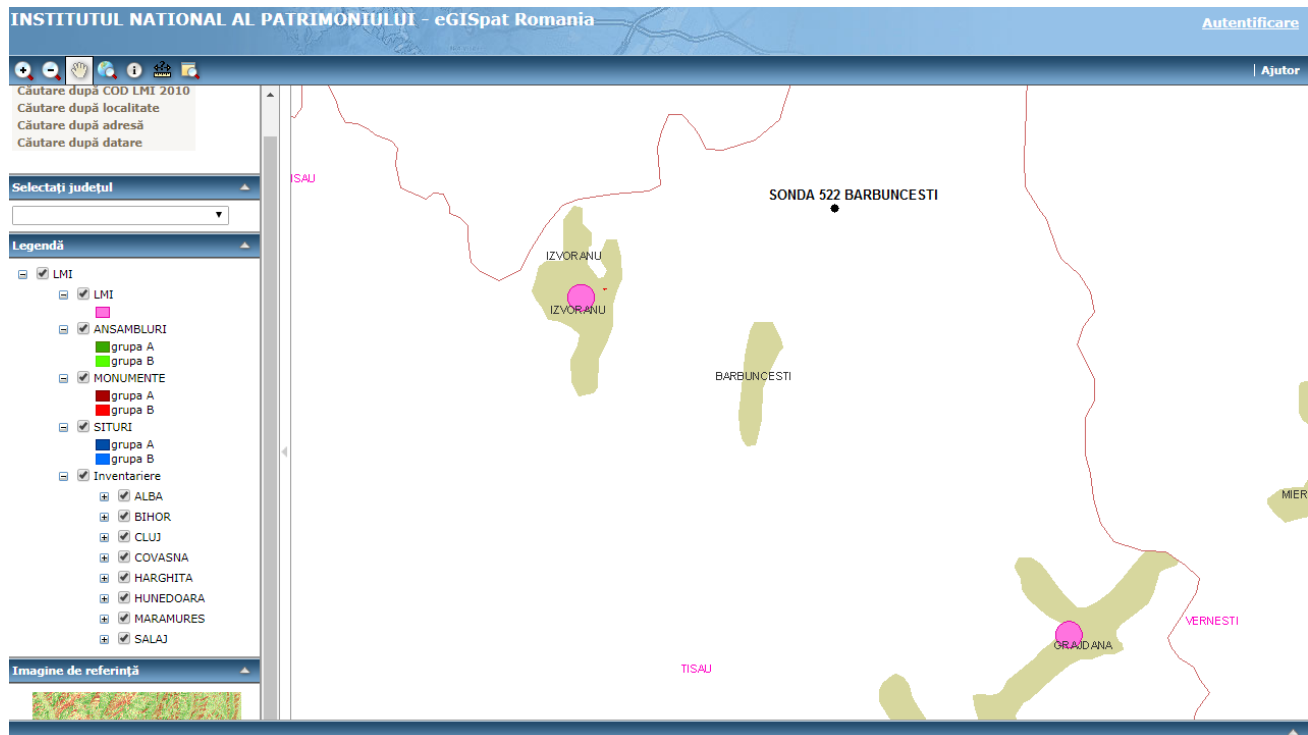 INSTITUTUL NATIONAL AL PATRIMONIULUI - eGISpat Romania
Autentificare
Ajutor
Căutare după COD LMI 2010
Căutare după localitate
Căutare după adresă
Căutare după datare
Selectați județul
Legendă
LMI
LMI
ANSAMBLURI
grupa A
grupa B
MONUMENTE
grupa A
grupa B
SITURI
grupa A
grupa B
Inventariere
ALBA
BIHOR
CLUJ
COVASNA
HARGHITA
HUNEDOARA
MARAMURES
SALAJ
Imagine de referință
ISAU
SONDA 522 BARBUNCESTI
IZVORANU
IZVORANU
BARBUNCESTI
MIER
VERNESTI
GRAJDANA
TISAU